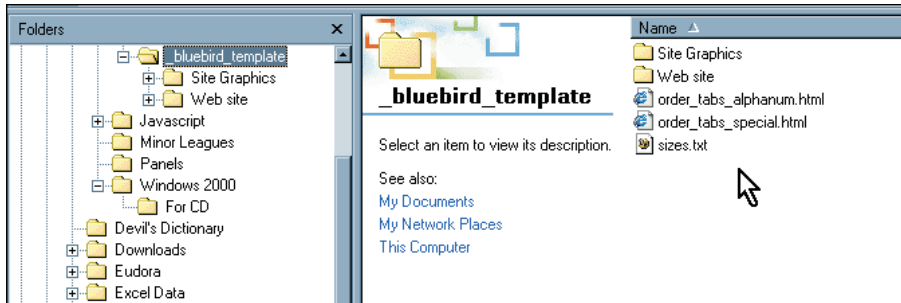 Folders
_bluebird_template
Site Graphics
Web site
Javascript
Minor Leagues
Panels
Windows 2000
For CD
Devil's Dictionary
Downloads
Eudora
Excel Data
_bluebird_template
Select an item to view its description.
See also:
My Documents
My Network Places
This Computer
Name
Site Graphics
Web site
order_tabs_alphanum.html
order_tabs_special.html
sizes.txt